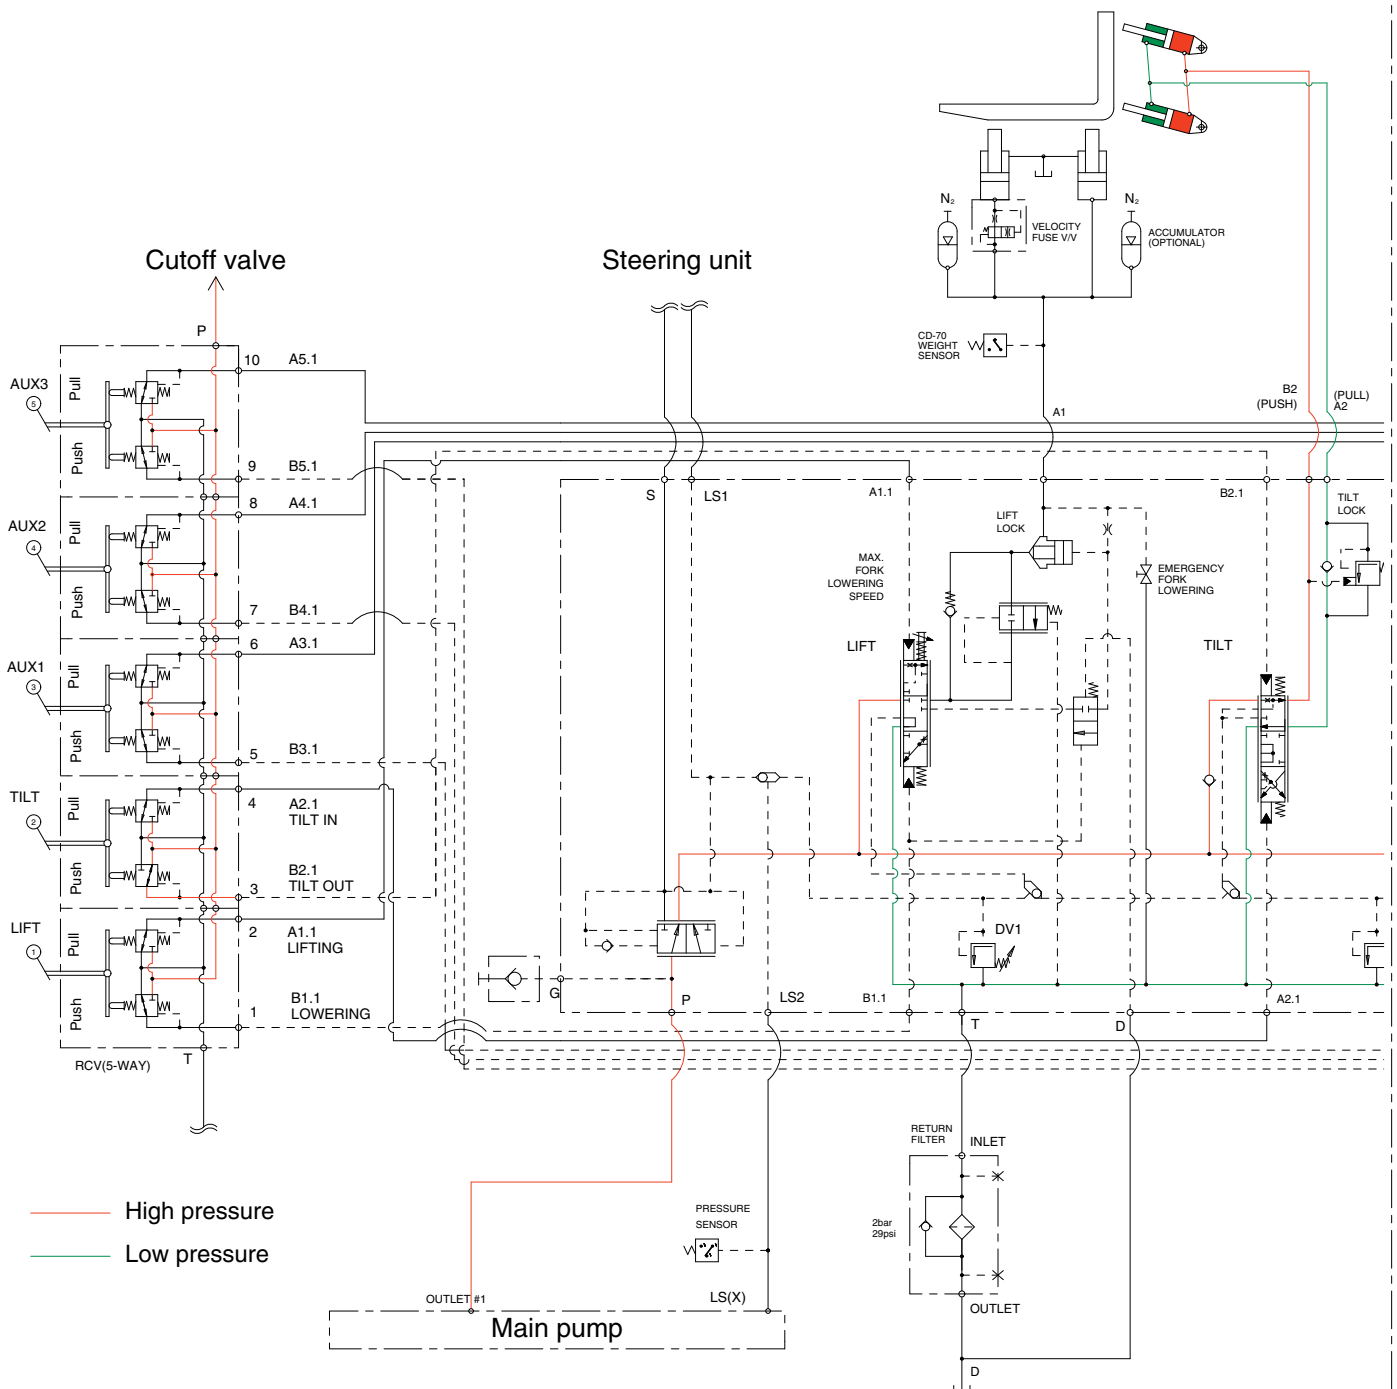 N₂
N₂
VELOCITY
FUSE V/V
ACCUMULATOR
(OPTIONAL)
Cutoff valve
Steering unit
CD-70
WEIGHT
SENSOR
P
10
A5.1
AUX3
5
Pull
Push
9
B5.1
8
A4.1
AUX2
4
Pull
Push
7
B4.1
6
A3.1
AUX1
3
Pull
Push
5
B3.1
TILT
2
Pull
Push
4
A2.1
TILT IN
B2.1
TILT OUT
3
LIFT
1
Pull
Push
2
A1.1
LIFTING
1
B1.1
LOWERING
T
RCV(5-WAY)
A1
B2
(PUSH)
(PULL)
A2
S
LS1
A1.1
B2.1
LIFT
LOCK
TILT
LOCK
MAX.
FORK
LOWERING
SPEED
EMERGENCY
FORK
LOWERING
LIFT
TILT
DV1
G
P
LS2
B1.1
T
D
A2.1
RETURN
FILTER
INLET
2bar
29psi
OUTLET
D
High pressure
Low pressure
PRESSURE
SENSOR
OUTLET #1
LS(X)
Main pump